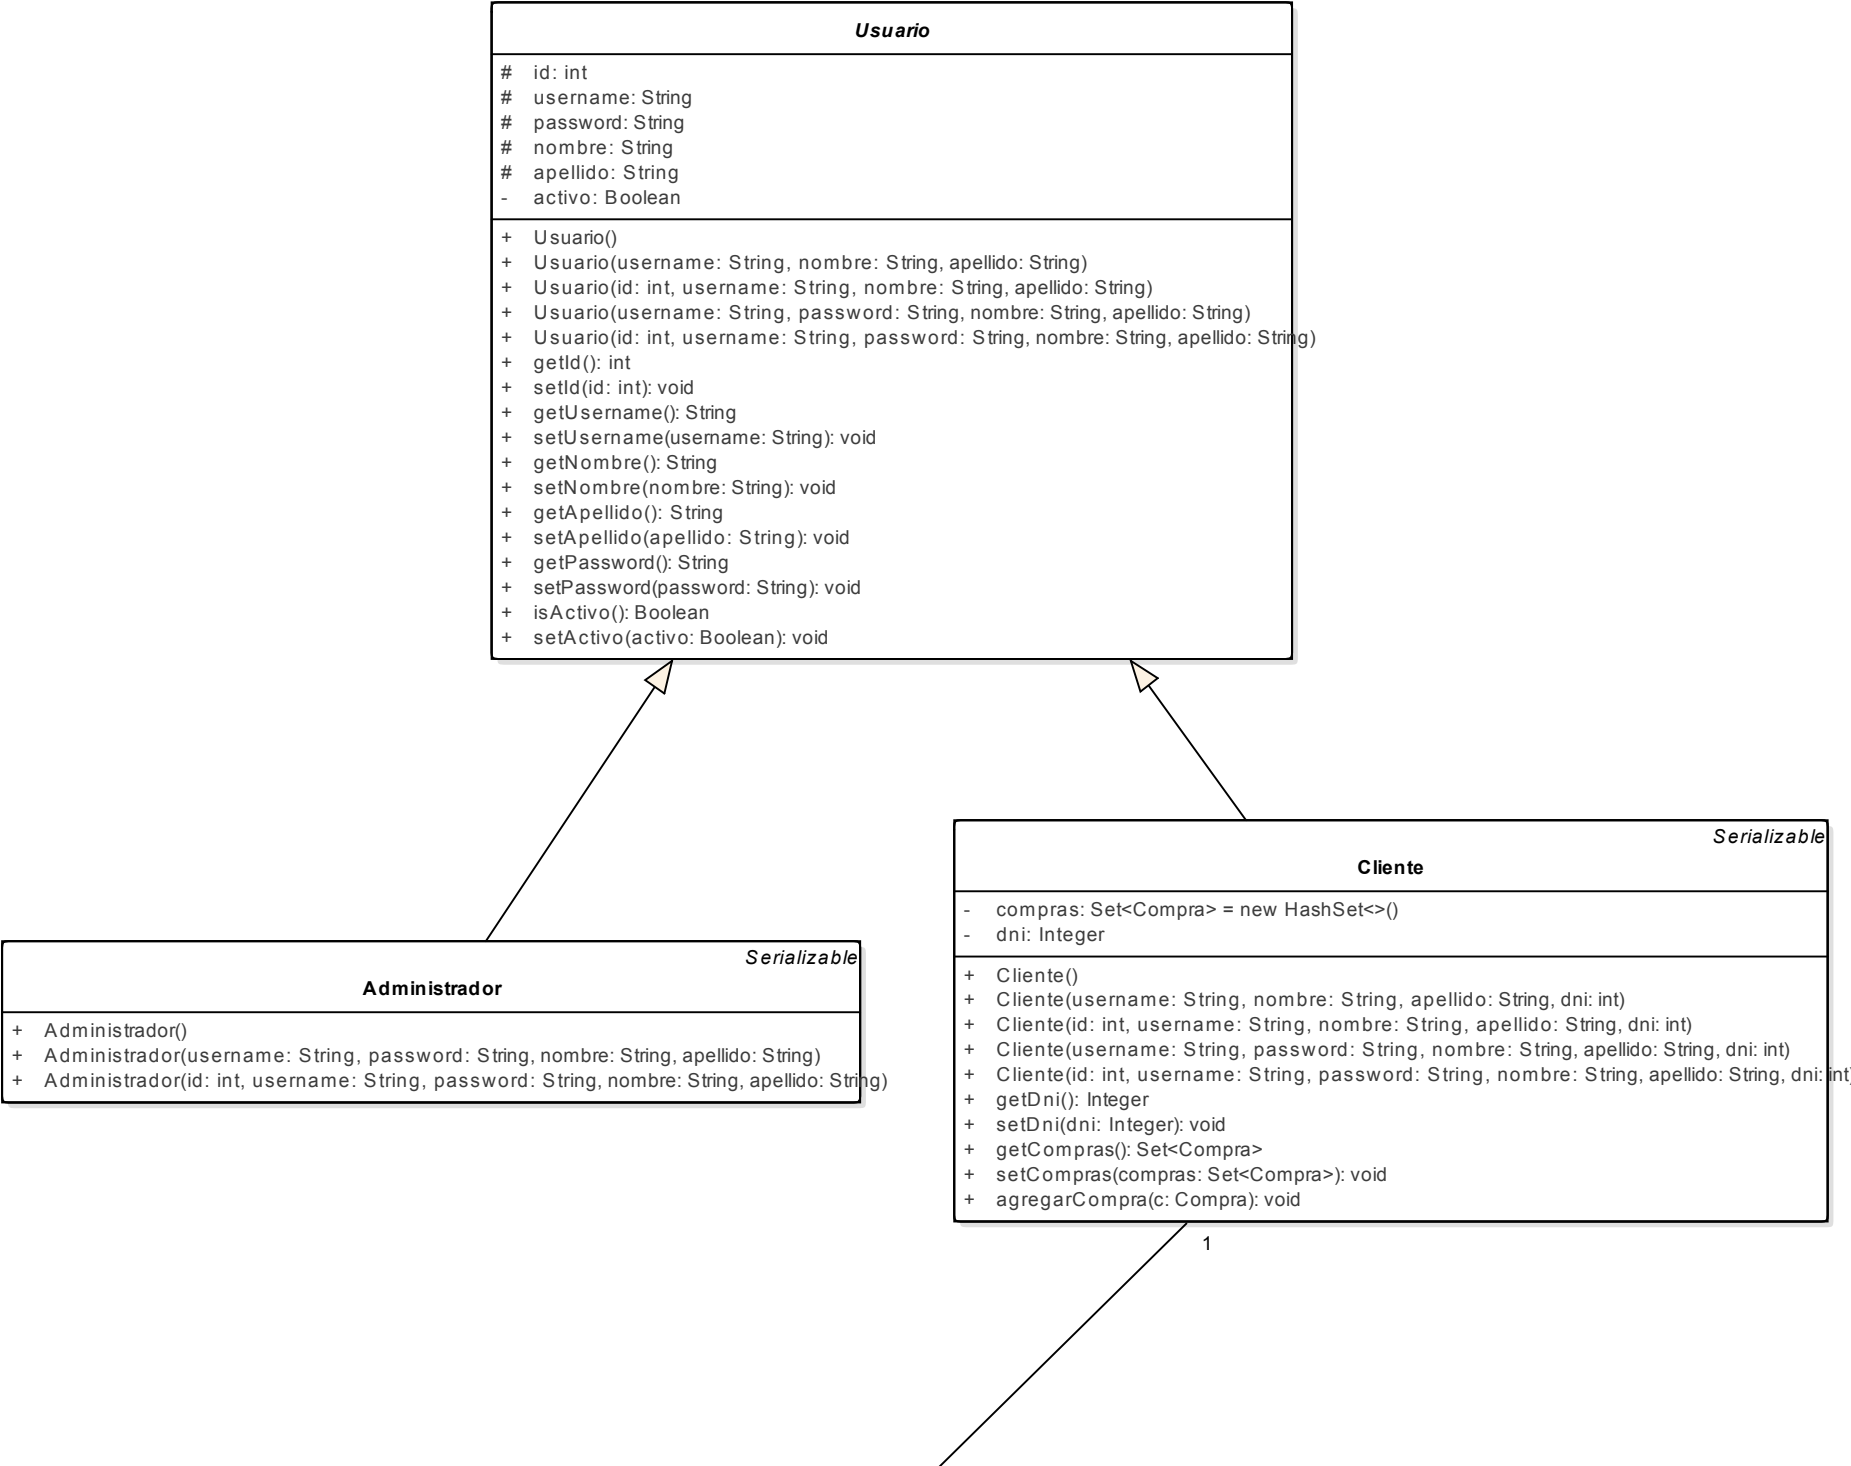 Usuario
# id: int
# username: String
# password: String
# nombre: String
# apellido: String
- activo: Boolean
+ Usuario()
+ Usuario(username: String, nombre: String, apellido: String)
+ Usuario(id: int, username: String, nombre: String, apellido: String)
+ Usuario(username: String, password: String, nombre: String, apellido: String)
+ Usuario(id: int, username: String, password: String, nombre: String, apellido: String)
+ getId(): int
+ setId(id: int): void
+ getUsername(): String
+ setUsername(username: String): void
+ getNombre(): String
+ setNombre(nombre: String): void
+ getApellido(): String
+ setApellido(apellido: String): void
+ getPassword(): String
+ setPassword(password: String): void
+ isActivo(): Boolean
+ setActivo(activo: Boolean): void
Serializable
Administrador
+ Administrador()
+ Administrador(username: String, password: String, nombre: String, apellido: String)
+ Administrador(id: int, username: String, password: String, nombre: String, apellido: String)
Serializable
Cliente
- compras: Set<Compra> = new HashSet<>()
- dni: Integer
+ Cliente()
+ Cliente(username: String, nombre: String, apellido: String, dni: int)
+ Cliente(id: int, username: String, nombre: String, apellido: String, dni: int)
+ Cliente(username: String, password: String, nombre: String, apellido: String, dni: int)
+ Cliente(id: int, username: String, password: String, nombre: String, apellido: String, dni: int)
+ getDni(): Integer
+ setDni(dni: Integer): void
+ getCompras(): Set<Compra>
+ setCompras(compras: Set<Compra>): void
+ agregarCompra(c: Compra): void
1